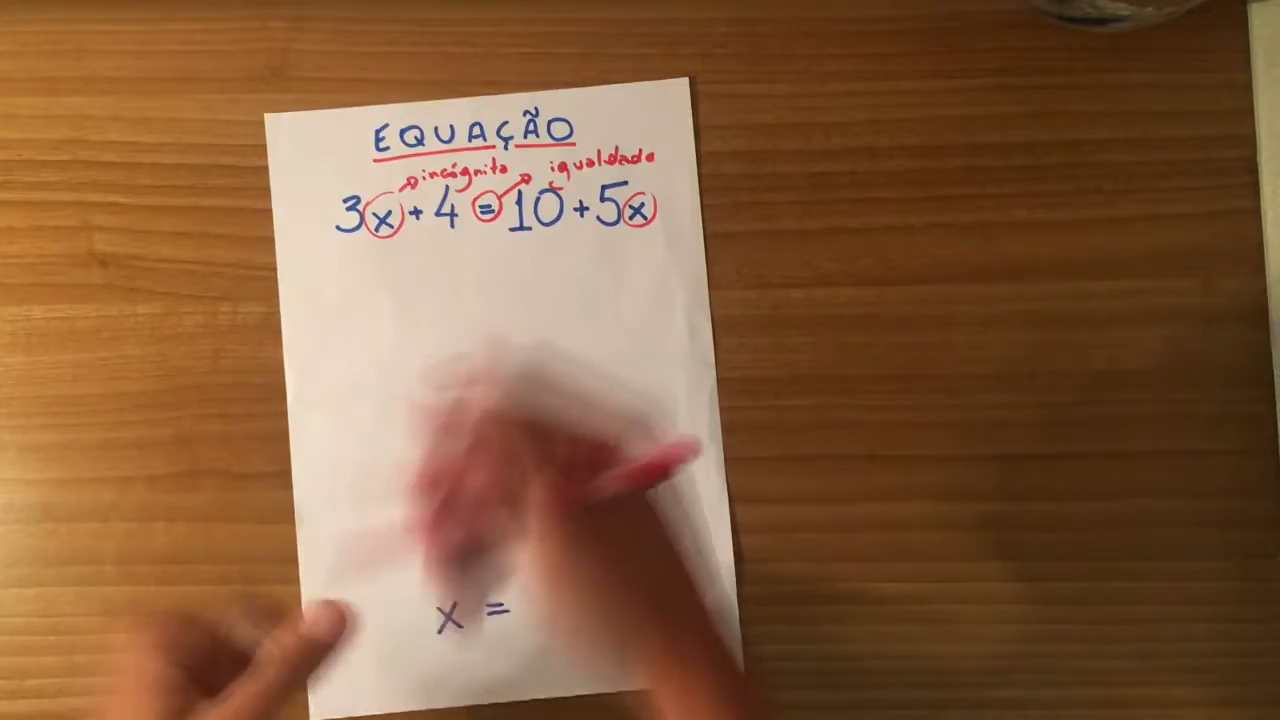 EQUAÇÃO
incógnita igualdade
3x + 4 = 10 + 5x
x =